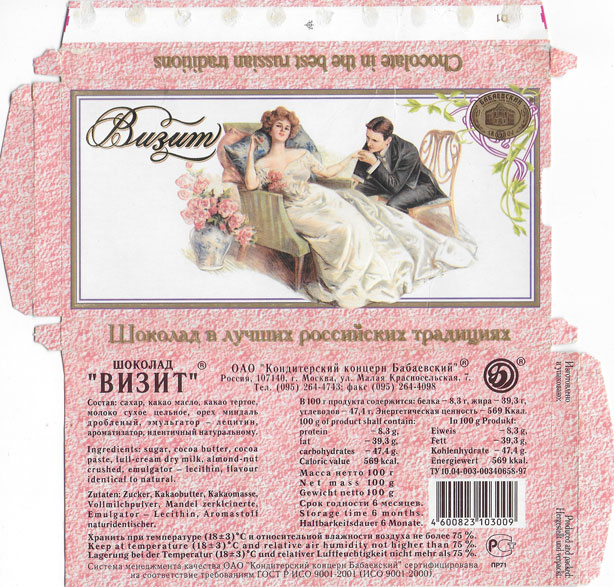 D1
Chocolate in the best russian traditions
Визит
БАБАЕВСКИЙ
Шоколад в лучших российских традициях
ШОКОЛАД
"ВИЗИТ"®
Состав: сахар, какао масло, какао тертое,
молоко сухое цельное, орех миндаль
дробленый, эмульгатор – лецитин,
ароматизатор, идентичный натуральному.
Ingredients: sugar, cocoa butter, cocoa
paste, full-cream dry milk, almond-nut
crushed, emulgator – lecithin, flavour
identical to natural.
Zutaten: Zucker, Kakaobutter, Kakaomasse,
Vollmilchpulver, Mandel zerkleinerte,
Emulgator – Lecithin, Aromastoff
naturidentischer.
ОАО "Кондитерский концерн Бабаевский"®
Россия, 107140, г. Москва, ул. Малая Красносельская, 7.
Тел. (095) 264-4743; факс (095) 264-4098
В 100 г продукта содержится: белка – 8,3 г, жира – 39,3 г,
углеводов – 47,4 г. Энергетическая ценность – 569 Ккал.
100 g of product shall contain:
protein – 8.3 g,
fat – 39.3 g,
carbohydrates – 47.4 g.
Caloric value 569 kcal.
In 100 g Produkt:
Eiweis – 8.3 g,
Fett – 39.3 g,
Kohlenhydrate – 47.4 g.
Energiewert 569 kkal.
Масса нетто 100 г
Net mass 100 g
Gewicht netto 100 g
Срок годности 6 месяцев.
Storage time 6 months.
Haltbarkeitsdauer 6 Monate.
ТУ 10.04-003-00340658-97
4 600823 103009
Хранить при температуре (18±3)°С и относительной влажности воздуха не более 75 %.
Keep at temperature (18±3)°C and relative air humidity not higher than 75 %.
Lagerung bei der Temperatur (18±3)°C und relativer Luftfeuchtigkeit nicht mehr als 75 %.
Система менеджмента качества ОАО "Кондитерский концерн Бабаевский" сертифицирована
на соответствие требованиям ГОСТ Р ИСО 9001-2001 (ИСО 9001-2000).
ПР71
Изготовлено
и упаковано:
Produced and packed: